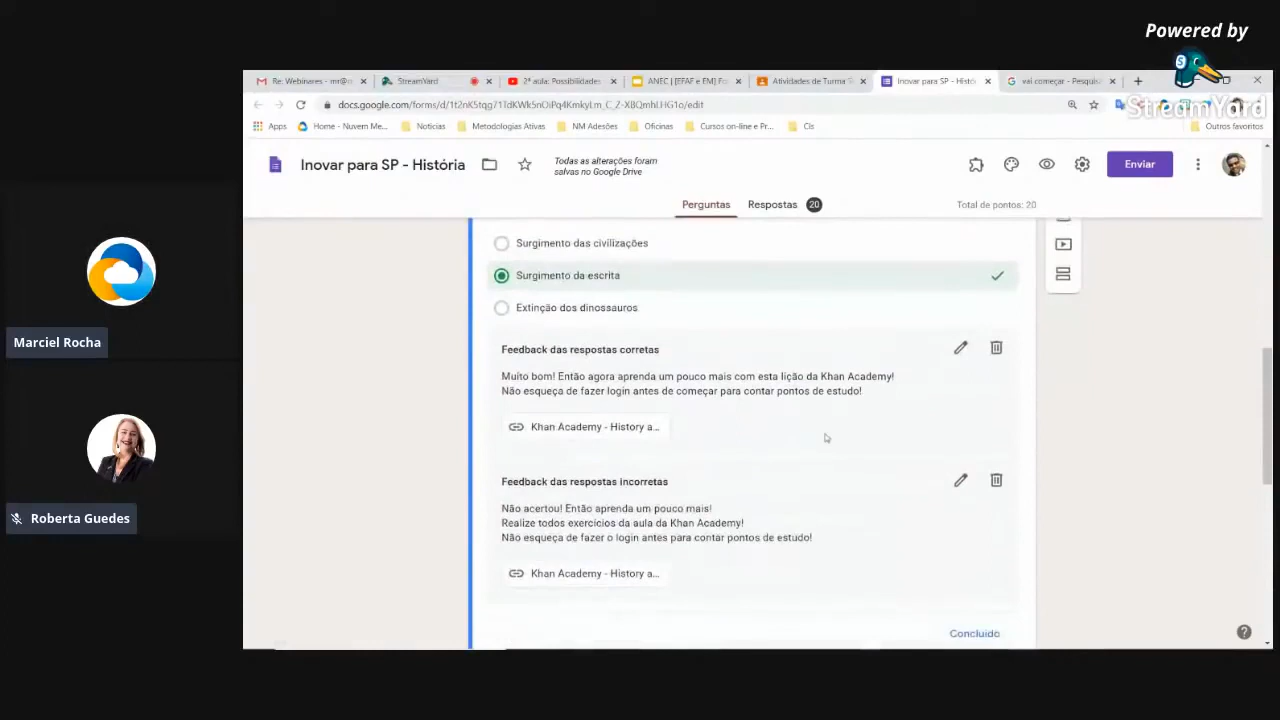 Powered by
StreamYard
Re: Webinares - mr@n
StreamYard
2ª aula: Possibilidades
ANEC | [EFAF e EM] Fo
Atividades de Turma
Inovar para SP - Histó
vai começar - Pesquis
Apps
Home - Nuvem Me...
Notícias
Metodologias Ativas
NM Adesões
Oficinas
Cursos on-line e Pr...
CIs
Outros favoritos
Inovar para SP - História
Todas as alterações foram
salvas no Google Drive
Enviar
Perguntas
Respostas
20
Total de pontos: 20
Surgimento das civilizações
Surgimento da escrita
Extinção dos dinossauros
Feedback das respostas corretas
Muito bom! Então agora aprenda um pouco mais com esta lição da Khan Academy!
Não esqueça de fazer login antes de começar para contar pontos de estudo!
Khan Academy - History a...
Feedback das respostas incorretas
Não acertou! Então aprenda um pouco mais!
Realize todos exercícios da aula da Khan Academy!
Não esqueça de fazer o login antes para contar pontos de estudo!
Khan Academy - History a...
Concluído
Marciel Rocha
Roberta Guedes